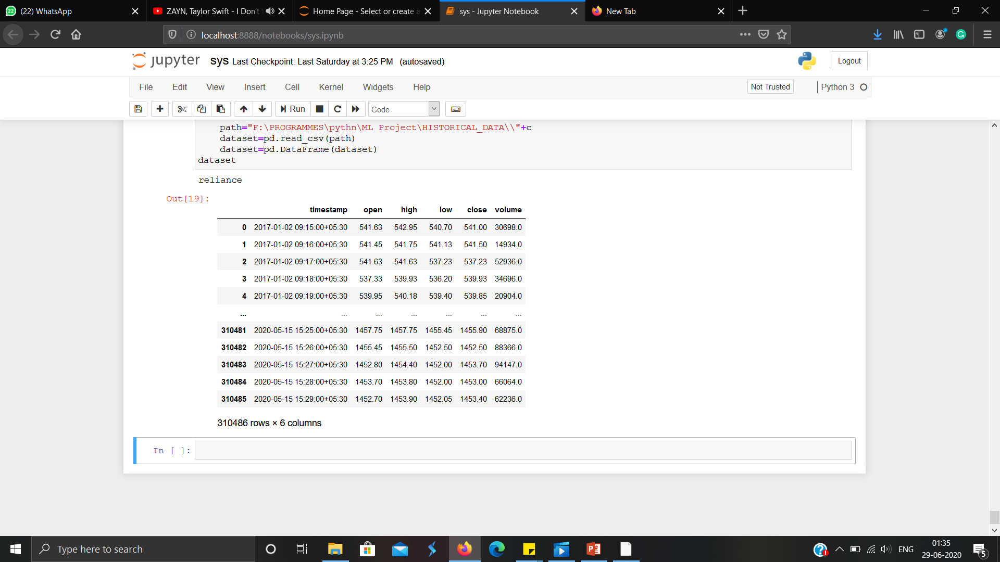 (22) WhatsApp
ZAYN, Taylor Swift - I Don't
Home Page - Select or create a
sys - Jupyter Notebook
New Tab
localhost:8888/notebooks/sys.ipynb
jupyter sys Last Checkpoint: Last Saturday at 3:25 PM (autosaved)
Logout
File Edit View Insert Cell Kernel Widgets Help
Not Trusted
Python 3
Run
Code
path="F:\PROGRAMMES\pythn\ML Project\HISTORICAL_DATA\\"+c
dataset=pd.read_csv(path)
dataset=pd.DataFrame(dataset)
dataset
reliance
Out[19]:
timestamp open high low close volume
0 2017-01-02 09:15:00+05:30 541.63 542.95 540.70 541.00 30698.0
1 2017-01-02 09:16:00+05:30 541.45 541.75 541.13 541.50 14934.0
2 2017-01-02 09:17:00+05:30 541.63 541.63 537.23 537.23 52936.0
3 2017-01-02 09:18:00+05:30 537.33 539.93 536.20 539.93 34696.0
4 2017-01-02 09:19:00+05:30 539.95 540.18 539.40 539.85 20904.0
... ... ... ... ... ... ...
310481 2020-05-15 15:25:00+05:30 1457.75 1457.75 1455.45 1455.90 68875.0
310482 2020-05-15 15:26:00+05:30 1455.45 1455.50 1452.50 1452.50 88366.0
310483 2020-05-15 15:27:00+05:30 1452.80 1454.40 1452.00 1453.70 94147.0
310484 2020-05-15 15:28:00+05:30 1453.70 1453.80 1452.00 1453.00 66064.0
310485 2020-05-15 15:29:00+05:30 1452.70 1453.90 1452.05 1453.40 62236.0
310486 rows × 6 columns
In [ ]:
Type here to search
ENG
01:35
29-06-2020
5